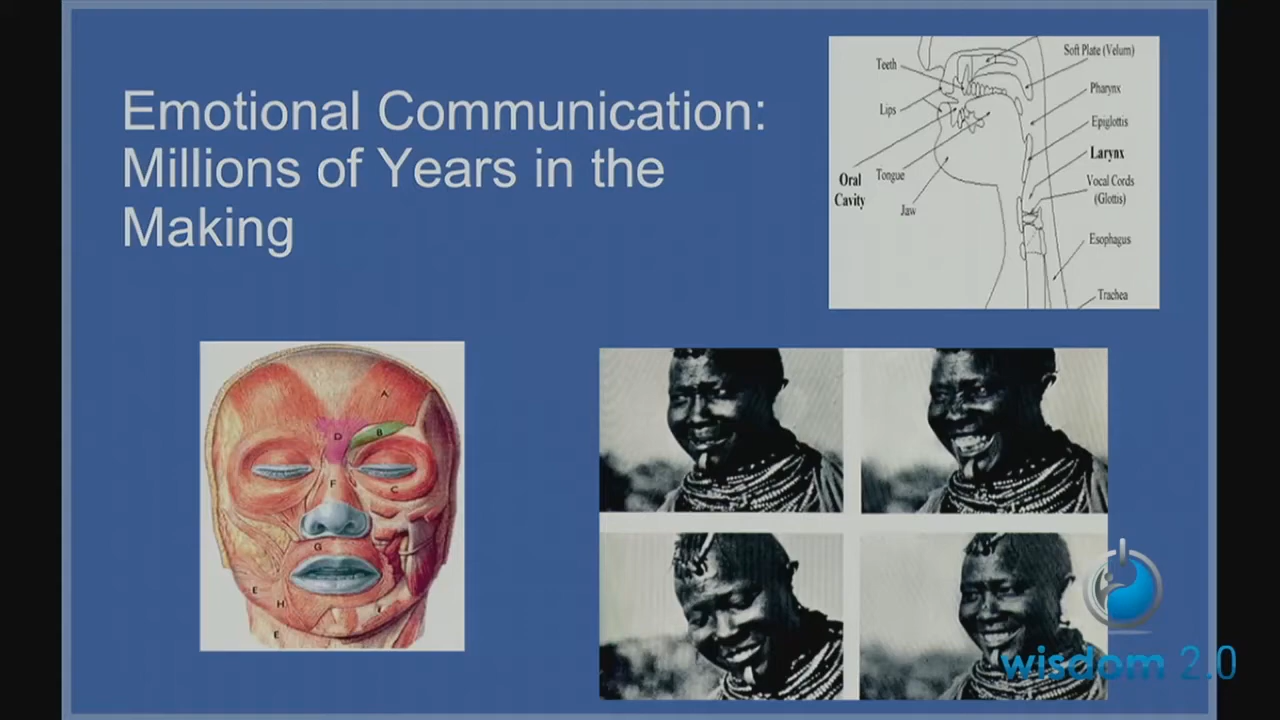 Emotional Communication:
Millions of Years in the
Making
Teeth
Lips
Oral
Cavity
Tongue
Jaw
Soft Plate (Velum)
Pharynx
Epiglottis
Larynx
Vocal Cords
(Glottis)
Esophagus
Trachea
A
D
B
F
C
G
E
H
E
wisdom 2.0